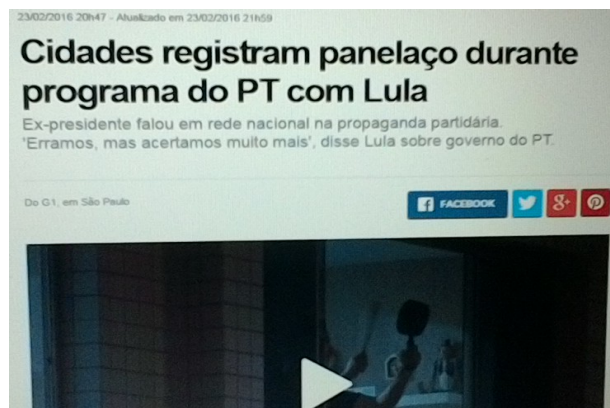 23/02/2016 20h47 - Atualizado em 23/02/2016 21h59
Cidades registram panelaço durante
programa do PT com Lula
Ex-presidente falou em rede nacional na propaganda partidária.
'Erramos, mas acertamos muito mais', disse Lula sobre governo do PT.
Do G1, em São Paulo
f FACEBOOK
g+